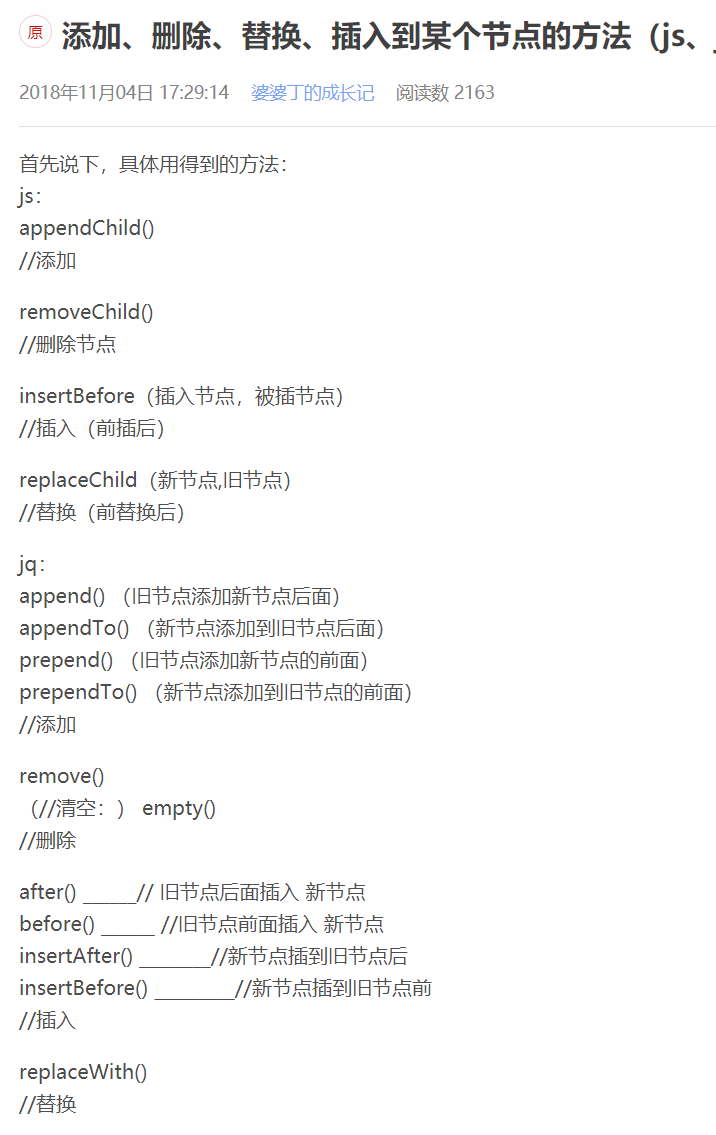 原 添加、删除、替换、插入到某个节点的方法（js、
2018年11月04日 17:29:14 婆婆丁的成长记 阅读数 2163
首先说下，具体用得到的方法：
js：
appendChild()
//添加
removeChild()
//删除节点
insertBefore（插入节点，被插节点）
//插入（前插后）
replaceChild（新节点,旧节点）
//替换（前替换后）
jq：
append() （旧节点添加新节点后面）
appendTo() （新节点添加到旧节点后面）
prepend() （旧节点添加新节点的前面）
prependTo() （新节点添加到旧节点的前面）
//添加
remove()
（//清空：） empty()
//删除
after() ______// 旧节点后面插入 新节点
before() ______ //旧节点前面插入 新节点
insertAfter() ________//新节点插到旧节点后
insertBefore() _________//新节点插到旧节点前
//插入
replaceWith()
//替换